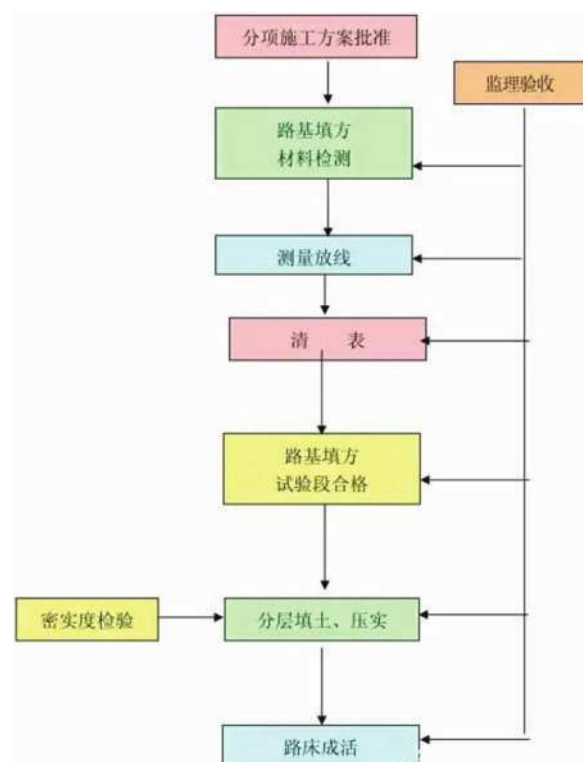 分项施工方案批准
监理验收
路基填方
材料检测
测量放线
清 表
路基填方
试验段合格
密实度检验
分层填土、压实
路床成活